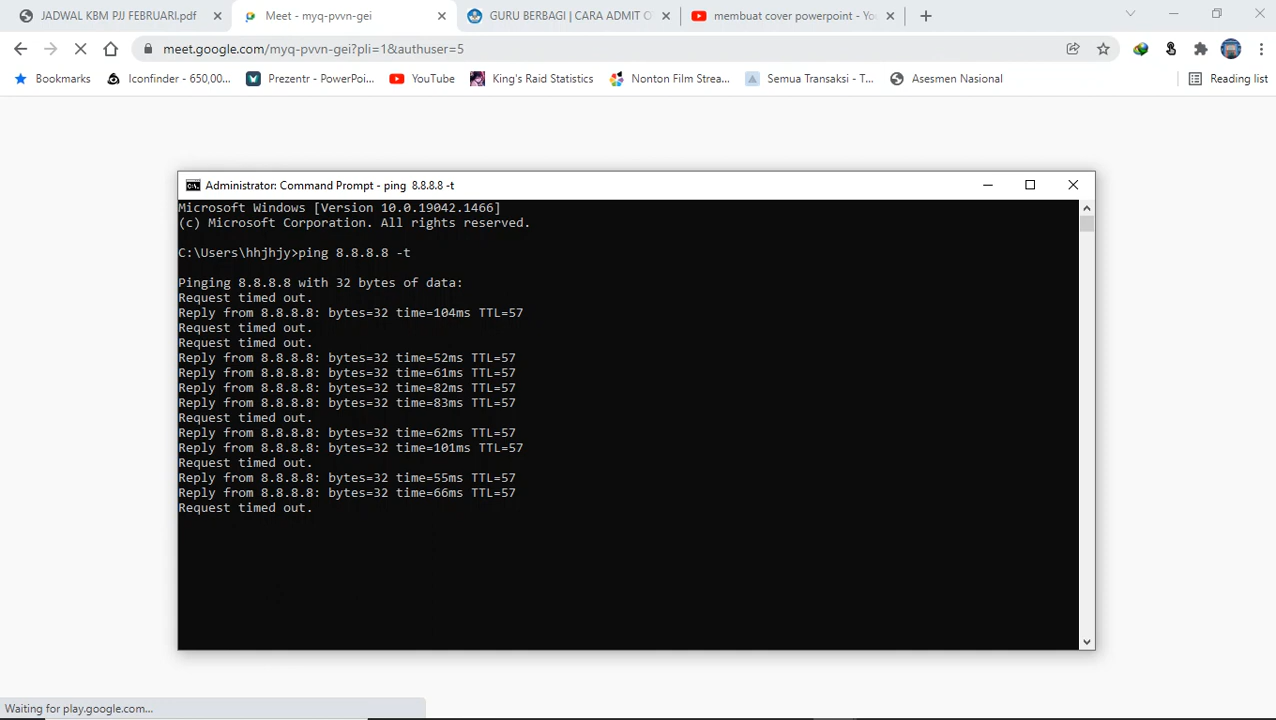 JADWAL KBM PJJ FEBRUARI.pdf
Meet - myq-pvvn-gei
GURU BERBAGI | CARA ADMIT O
membuat cover powerpoint - You
meet.google.com/myq-pvvn-gei?pli=1&authuser=5
Bookmarks
Iconfinder - 650,00...
Prezentr - PowerPoi...
YouTube
King's Raid Statistics
Nonton Film Strea...
Semua Transaksi - T...
Asesmen Nasional
Reading list
Administrator: Command Prompt - ping  8.8.8.8 -t
Microsoft Windows [Version 10.0.19042.1466]
(c) Microsoft Corporation. All rights reserved.
C:\Users\hhjhjy>ping 8.8.8.8 -t
Pinging 8.8.8.8 with 32 bytes of data:
Request timed out.
Reply from 8.8.8.8: bytes=32 time=104ms TTL=57
Request timed out.
Request timed out.
Reply from 8.8.8.8: bytes=32 time=52ms TTL=57
Reply from 8.8.8.8: bytes=32 time=61ms TTL=57
Reply from 8.8.8.8: bytes=32 time=82ms TTL=57
Reply from 8.8.8.8: bytes=32 time=83ms TTL=57
Request timed out.
Reply from 8.8.8.8: bytes=32 time=62ms TTL=57
Reply from 8.8.8.8: bytes=32 time=101ms TTL=57
Request timed out.
Reply from 8.8.8.8: bytes=32 time=55ms TTL=57
Reply from 8.8.8.8: bytes=32 time=66ms TTL=57
Request timed out.
Waiting for play.google.com...